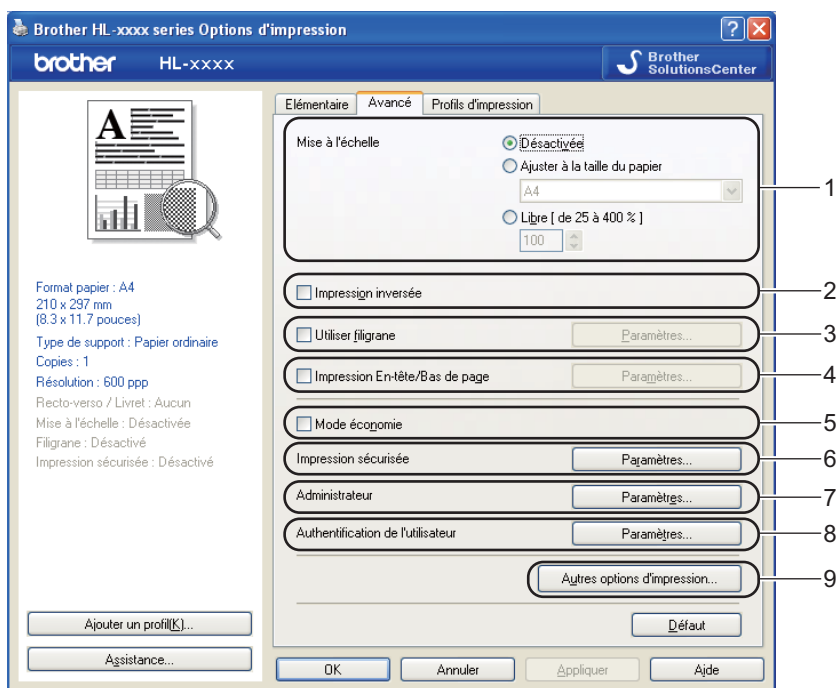 Brother HL-xxxx series Options d'impression
brother HL-xxxx
Brother
SolutionsCenter
A
Format papier : A4
210 x 297 mm
(8.3 x 11.7 pouces)
Type de support : Papier ordinaire
Copies : 1
Résolution : 600 ppp
Recto-verso / Livret : Aucun
Mise à l'échelle : Désactivée
Filigrane : Désactivé
Impression sécurisée : Désactivé
Ajouter un profil(K)...
Assistance...
Elémentaire Avancé Profils d'impression
Mise à l'échelle
Désactivée
Ajuster à la taille du papier
A4
Libre [ de 25 à 400 % ]
100
1
Impression inversée
2
Utiliser filigrane Paramètres...
3
Impression En-tête/Bas de page Paramètres...
4
Mode économie
5
Impression sécurisée Paramètres...
6
Administrateur Paramètres...
7
Authentification de l'utilisateur Paramètres...
8
Autres options d'impression...
9
Défaut
OK Annuler Appliquer Aide